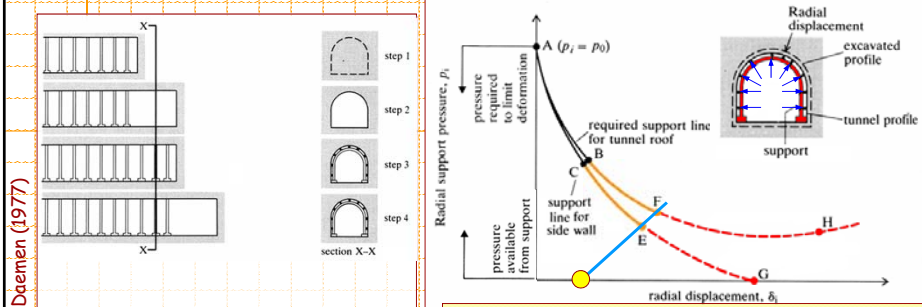 Daemen (1977)
X
X
step 1
step 2
step 3
step 4
section X–X
Radial support pressure, pi
pressure
required
to limit
deformation
pressure
available
from support
A (pi = p0)
required support line
for tunnel roof
B
C
support
line for
side wall
F
E
H
G
radial displacement, δi
Radial
displacement
excavated
profile
tunnel profile
support